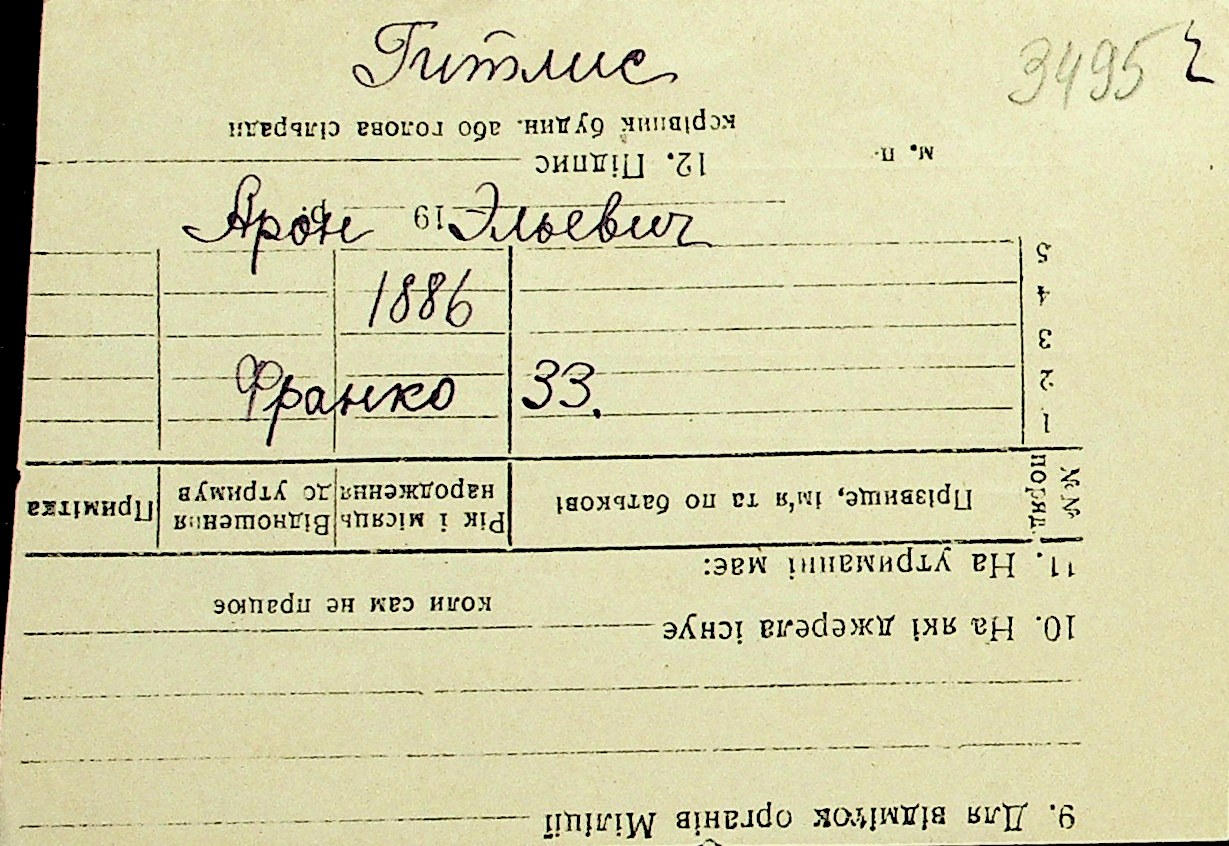 Гитлис
3495 г
Арон Эльевич
1886
Франко 33.
9. Для відміток органів Міліції
10. На які джерела існує
коли сам не працює
11. На утриманні має:
№№ поряд. Прізвище, ім'я та по батькові Рік і місяць народження Відношення до утримув Примітка
1
2
3
4
5
19 р.
м. п. 12. Підпис
керівник будин. або голова сільради